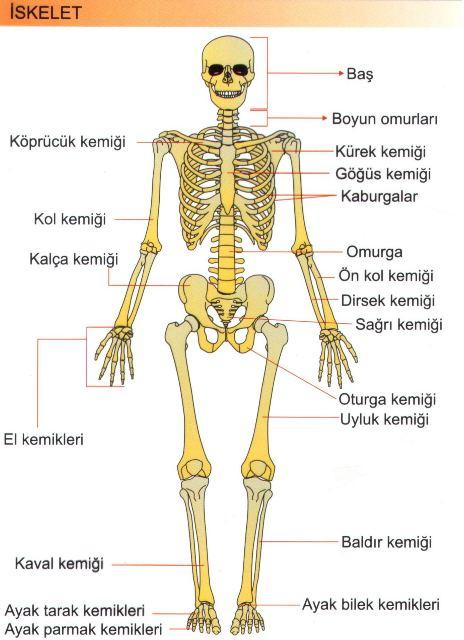 İSKELET
Baş
Boyun omurları
Köprücük kemiği
Kürek kemiği
Göğüs kemiği
Kaburgalar
Kol kemiği
Omurga
Kalça kemiği
Ön kol kemiği
Dirsek kemiği
Sağrı kemiği
Oturga kemiği
Uyluk kemiği
El kemikleri
Baldır kemiği
Kaval kemiği
Ayak bilek kemikleri
Ayak tarak kemikleri
Ayak parmak kemikleri